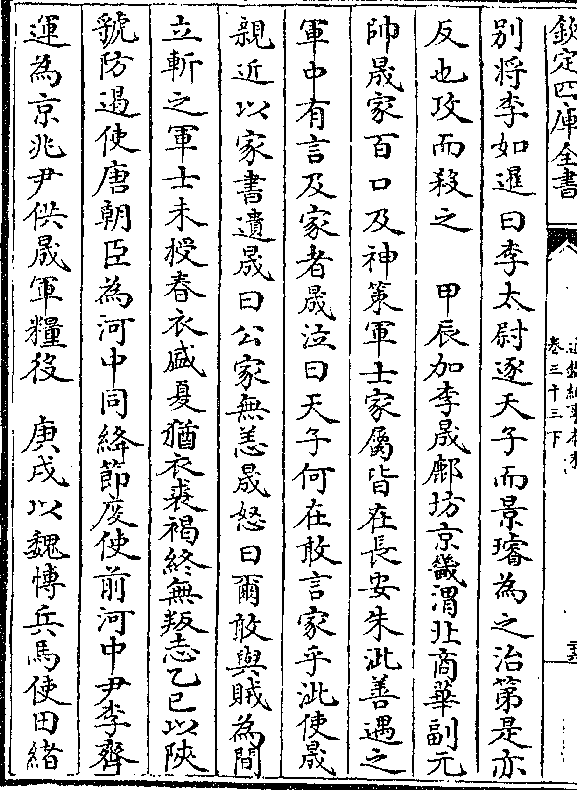 欽定四庫全書
卷三十三下
別將李如暹曰李太尉逐天子而景璿為之治第是亦
反也攻而殺之　甲辰加李晟鄜坊京畿渭北商華副元
帥晟家百口及神策軍士家屬皆在長安朱泚善遇之
軍中有言及家者晟泣曰天子何在敢言家乎泚使晟
親近以家書遺晟曰公家無恙晟怒曰爾敢與賊為間
立斬之軍士未授春衣盛夏猶衣裘褐終無叛志乙巳以陝
虢防遏使唐朝臣為河中同絳節度使前河中尹李齊
運為京兆尹供晟軍糧役　庚戌以魏愽兵馬使田緒